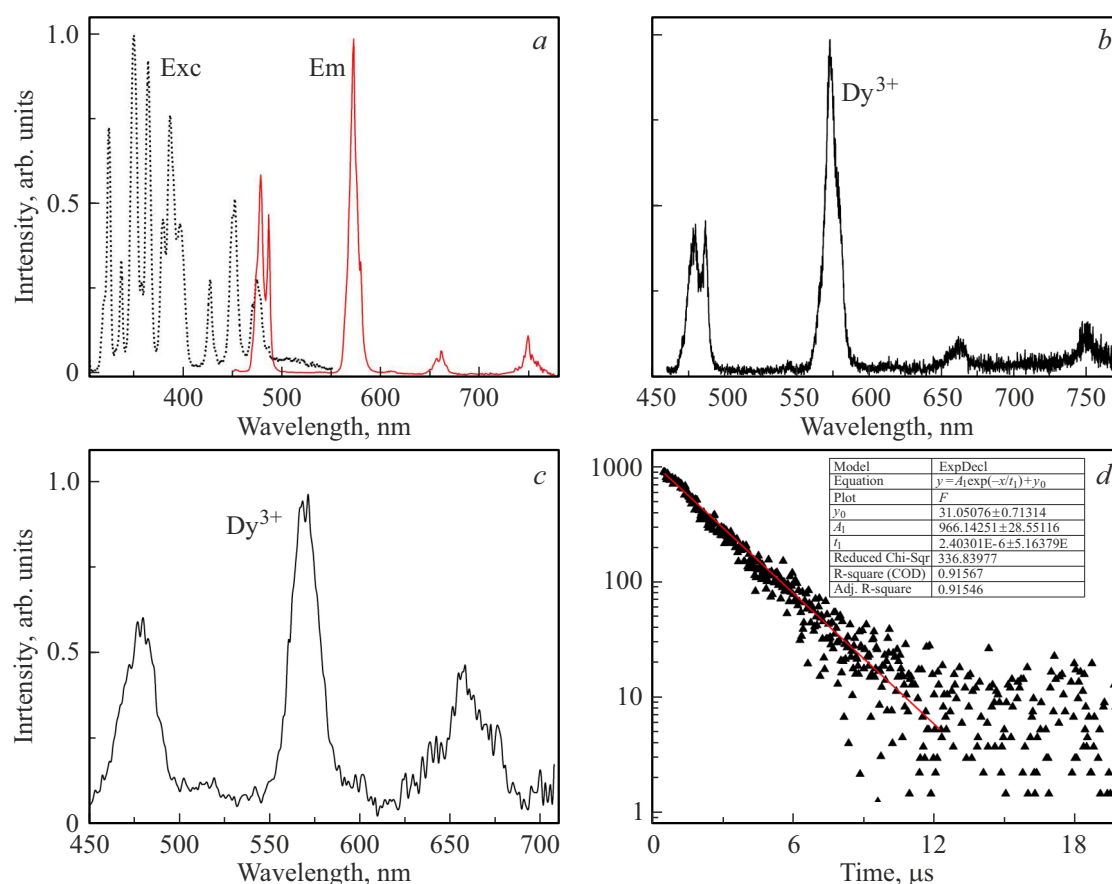 1.0
0.5
0
Inrtensity, arb. units
Exc
Em
a
400 500 600 700
Wavelength, nm
b
Dy3+
450 500 550 600 650 700 750
Wavelength, nm
1.0
0.5
0
Inrtensity, arb. units
Dy3+
c
450 500 550 600 650 700
Wavelength, nm
1000
100
10
1
d
Model ExpDecl
Equation y = A1exp(–x/t1) + y0
Plot F
y0 31.05076±0.71314
A1 966.14251±28.55116
t1 2.40301E-6±5.16379E
Reduced Chi-Sqr 336.83977
R-square (COD) 0.91567
Adj. R-square 0.91546
0 6 12 18
Time, μs